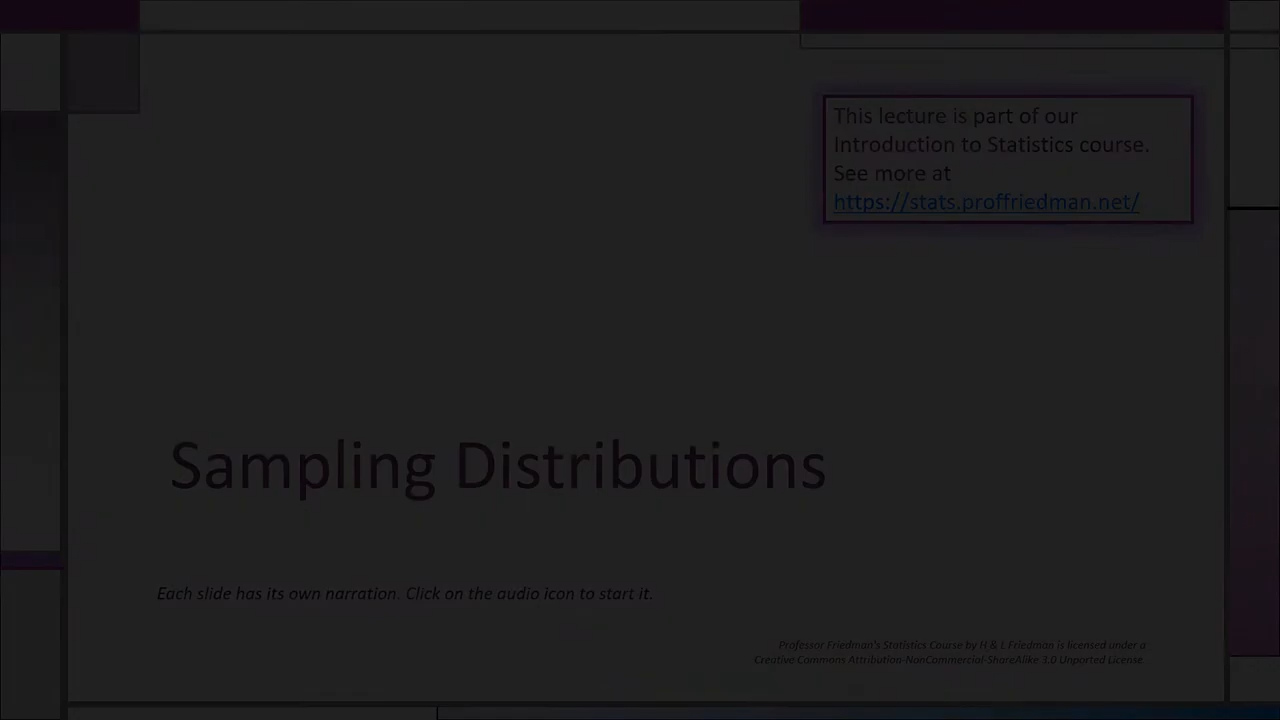 This lecture is part of our
Introduction to Statistics course.
See more at
https://stats.proffriedman.net/
Sampling Distributions
Each slide has its own narration. Click on the audio icon to start it.
Professor Friedman's Statistics Course by H & L Friedman is licensed under a
Creative Commons Attribution-NonCommercial-ShareAlike 3.0 Unported License.